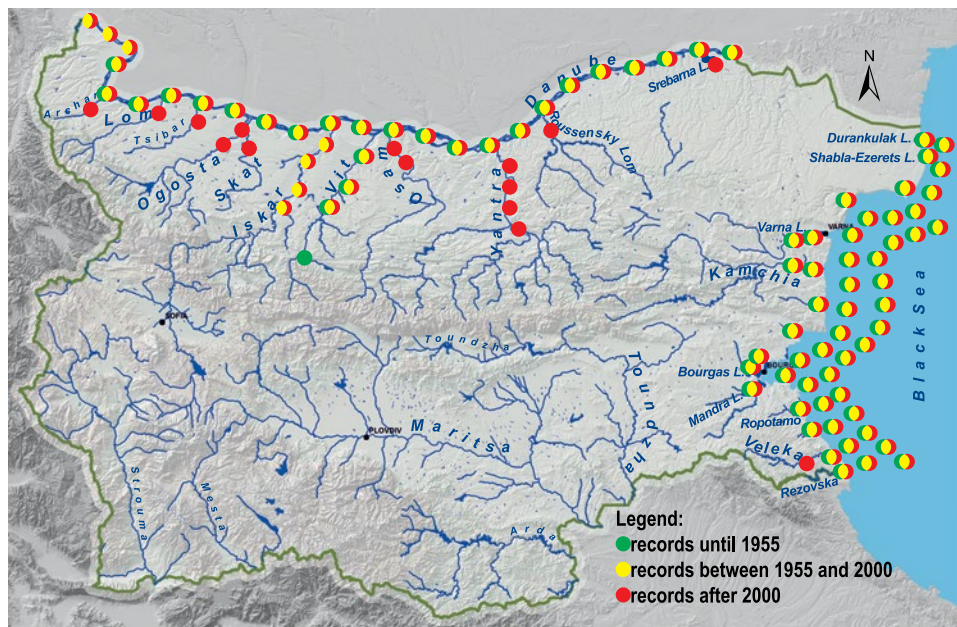 N
Danube
Srebarna L.
Archar
Lom
Tsibar
Roussensky Lom
Durankulak L.
Shabla-Ezerets L.
Ogosta
Skat
Iskar
Vit
Osam
Yantra
Varna L.
VARNA
Kamchia
Black Sea
SOFIA
Toundzha
Bourgas L.
Toundzha
Mandra L.
Ropotamo
PLOVDIV
Maritsa
Veleka
Strouma
Mesta
Rezovska
Arda
Legend:
records until 1955
records between 1955 and 2000
records after 2000